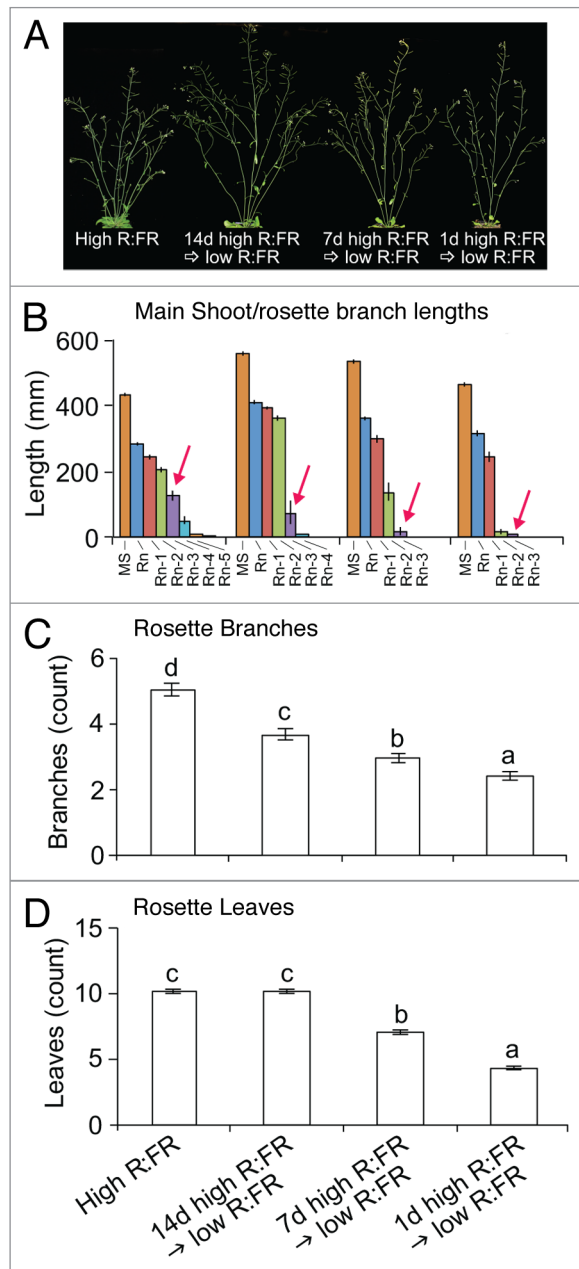 A
High R:FR
14d high R:FR
⇨ low R:FR
7d high R:FR
⇨ low R:FR
1d high R:FR
⇨ low R:FR
B
Main Shoot/rosette branch lengths
Length (mm)
600
400
200
0
MS
Rn
Rn-1
Rn-2
Rn-3
Rn-4
Rn-5
MS
Rn
Rn-1
Rn-2
Rn-3
Rn-4
MS
Rn
Rn-1
Rn-2
Rn-3
MS
Rn
Rn-1
Rn-2
Rn-3
C
Rosette Branches
Branches (count)
6
4
2
0
d
c
b
a
D
Rosette Leaves
Leaves (count)
15
10
5
0
c
c
b
a
High R:FR
14d high R:FR
→ low R:FR
7d high R:FR
→ low R:FR
1d high R:FR
→ low R:FR